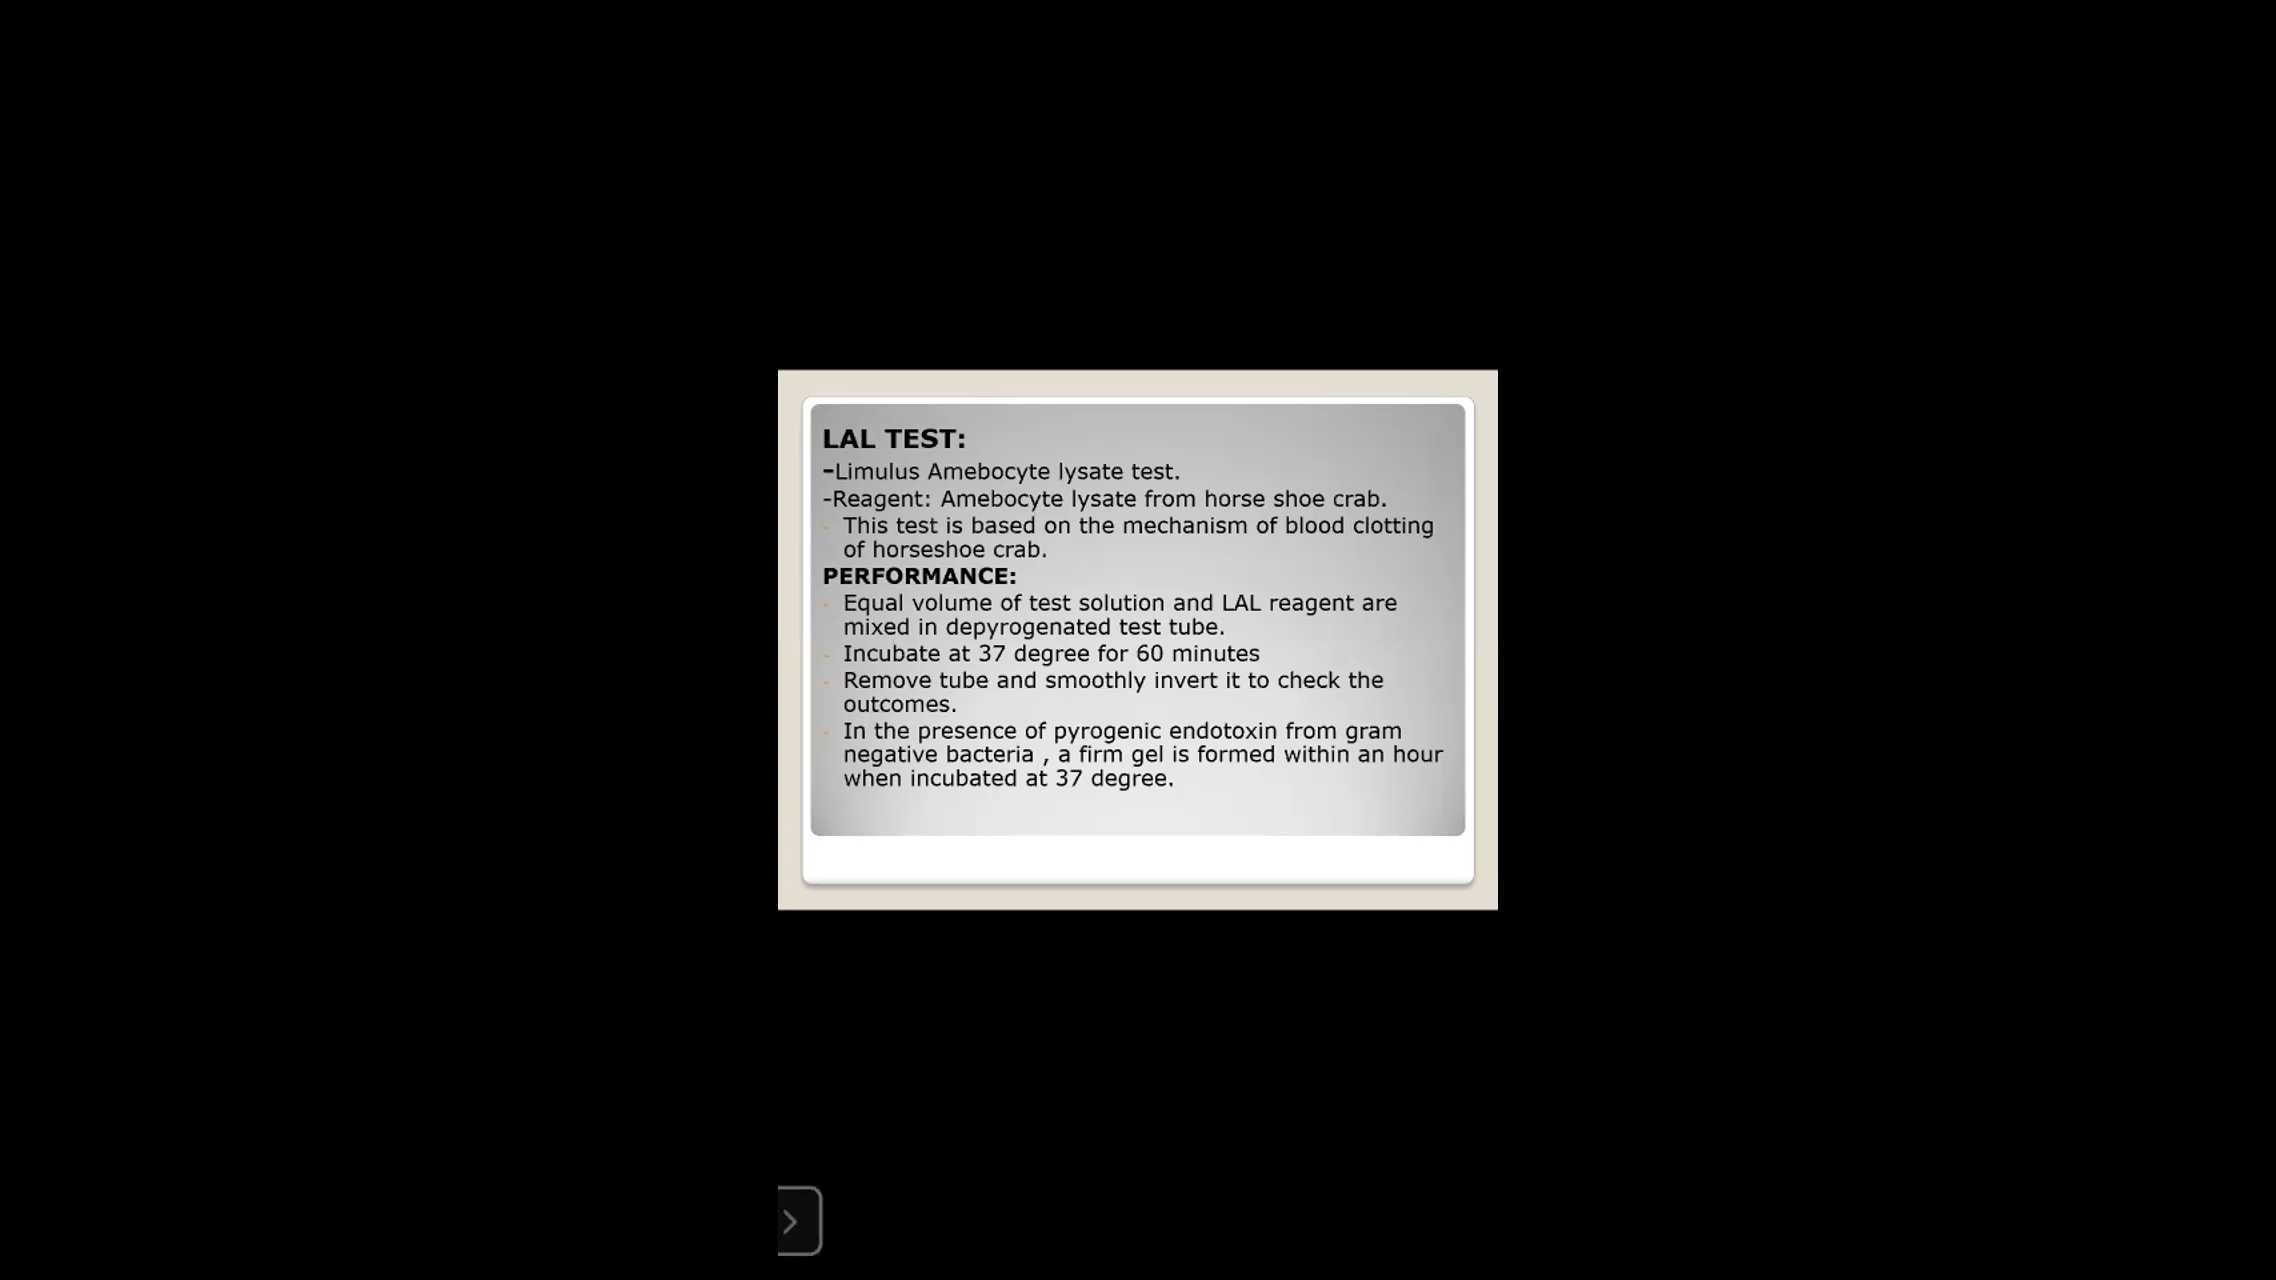 LAL TEST:
-Limulus Amebocyte lysate test.
-Reagent: Amebocyte lysate from horse shoe crab.
- This test is based on the mechanism of blood clotting
of horseshoe crab.
PERFORMANCE:
- Equal volume of test solution and LAL reagent are
mixed in depyrogenated test tube.
- Incubate at 37 degree for 60 minutes
- Remove tube and smoothly invert it to check the
outcomes.
- In the presence of pyrogenic endotoxin from gram
negative bacteria , a firm gel is formed within an hour
when incubated at 37 degree.